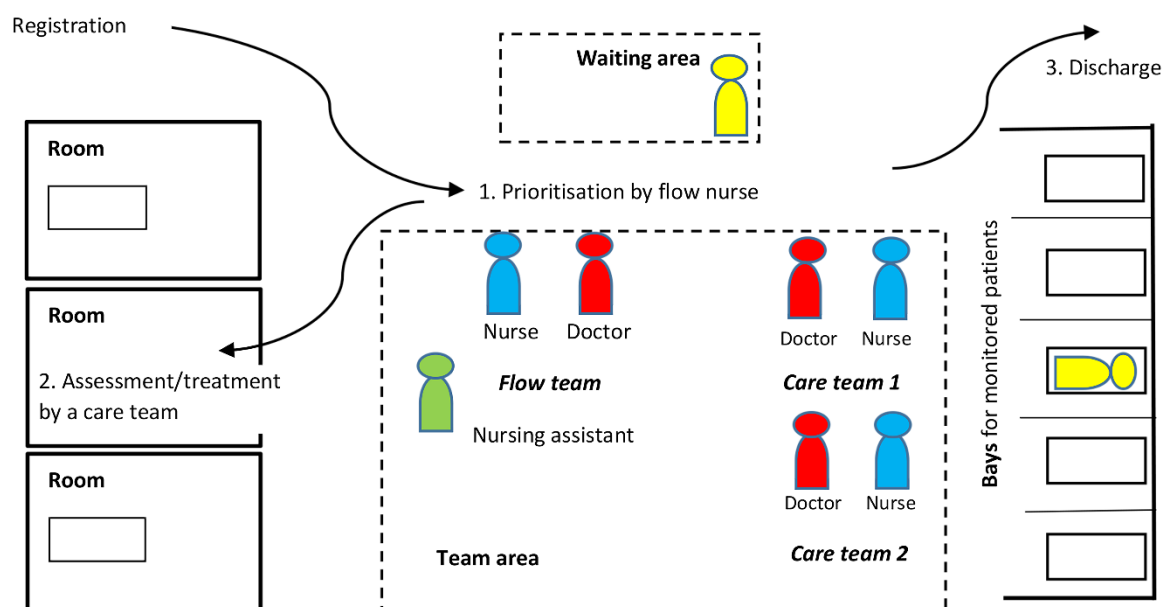 Registration
Waiting area
3. Discharge
Room
1. Prioritisation by flow nurse
Room
2. Assessment/treatment
by a care team
Room
Nurse
Doctor
Flow team
Nursing assistant
Doctor
Nurse
Care team 1
Doctor
Nurse
Care team 2
Team area
Bays for monitored patients